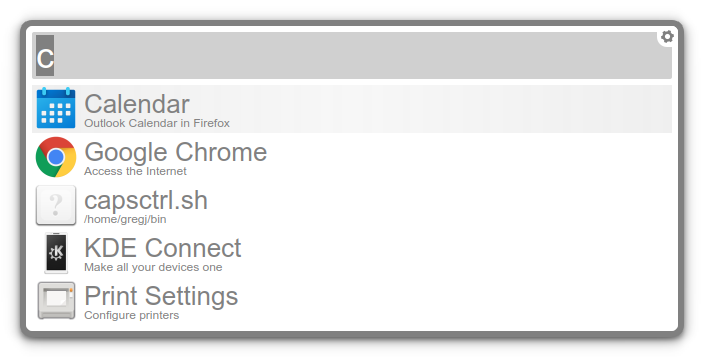 c
Calendar
Outlook Calendar in Firefox
Google Chrome
Access the Internet
capsctrl.sh
/home/gregj/bin
KDE Connect
Make all your devices one
Print Settings
Configure printers